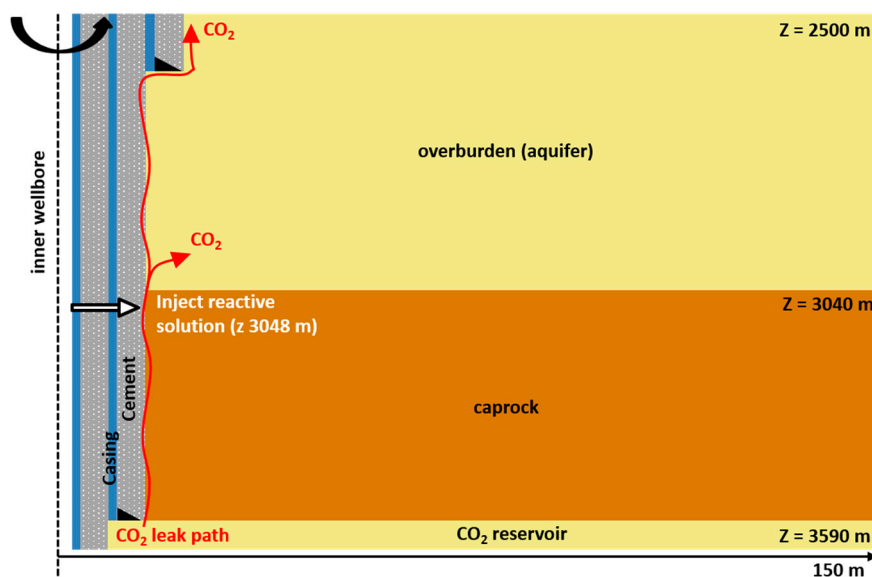 CO2
Z = 2500 m
overburden (aquifer)
inner wellbore
CO2
Inject reactive
solution (z 3048 m)
Z = 3040 m
Cement
caprock
Casing
CO2 leak path
CO2 reservoir
Z = 3590 m
150 m